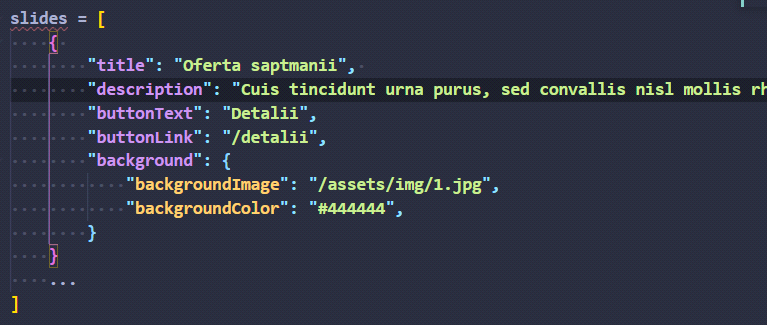 slides = [
{
"title": "Oferta saptmanii",
"description": "Cuis tincidunt urna purus, sed convallis nisl mollis
"buttonText": "Detalii",
"buttonLink": "/detalii",
"background": {
"backgroundImage": "/assets/img/1.jpg",
"backgroundColor": "#444444",
}
}
...
]